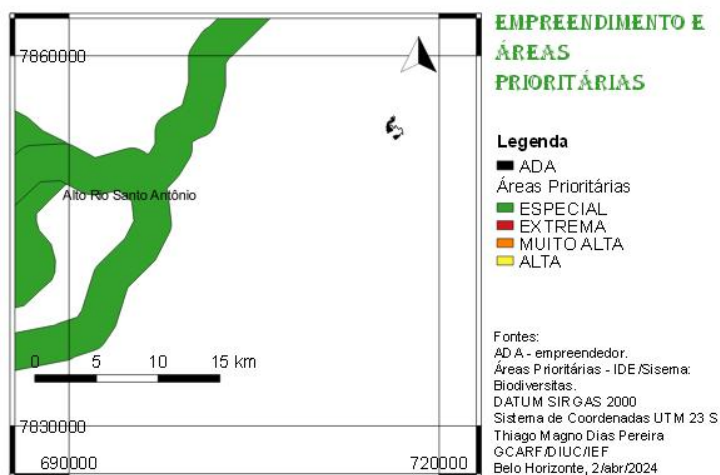 EMPREENDIMENTO E
ÁREAS
PRIORITÁRIAS
7860000
Alto Rio Santo Antônio
0 5 10 15 km
7830000
690000 720000
Legenda
ADA
Áreas Prioritárias
ESPECIAL
EXTREMA
MUITO ALTA
ALTA
Fontes:
ADA - empreendedor.
Áreas Prioritárias - IDE/Sisema:
Biodiversitas.
DATUM SIRGAS 2000
Sistema de Coordenadas UTM 23 S
Thiago Magno Dias Pereira
GCARF/DIUC/IEF
Belo Horizonte, 2/abr/2024